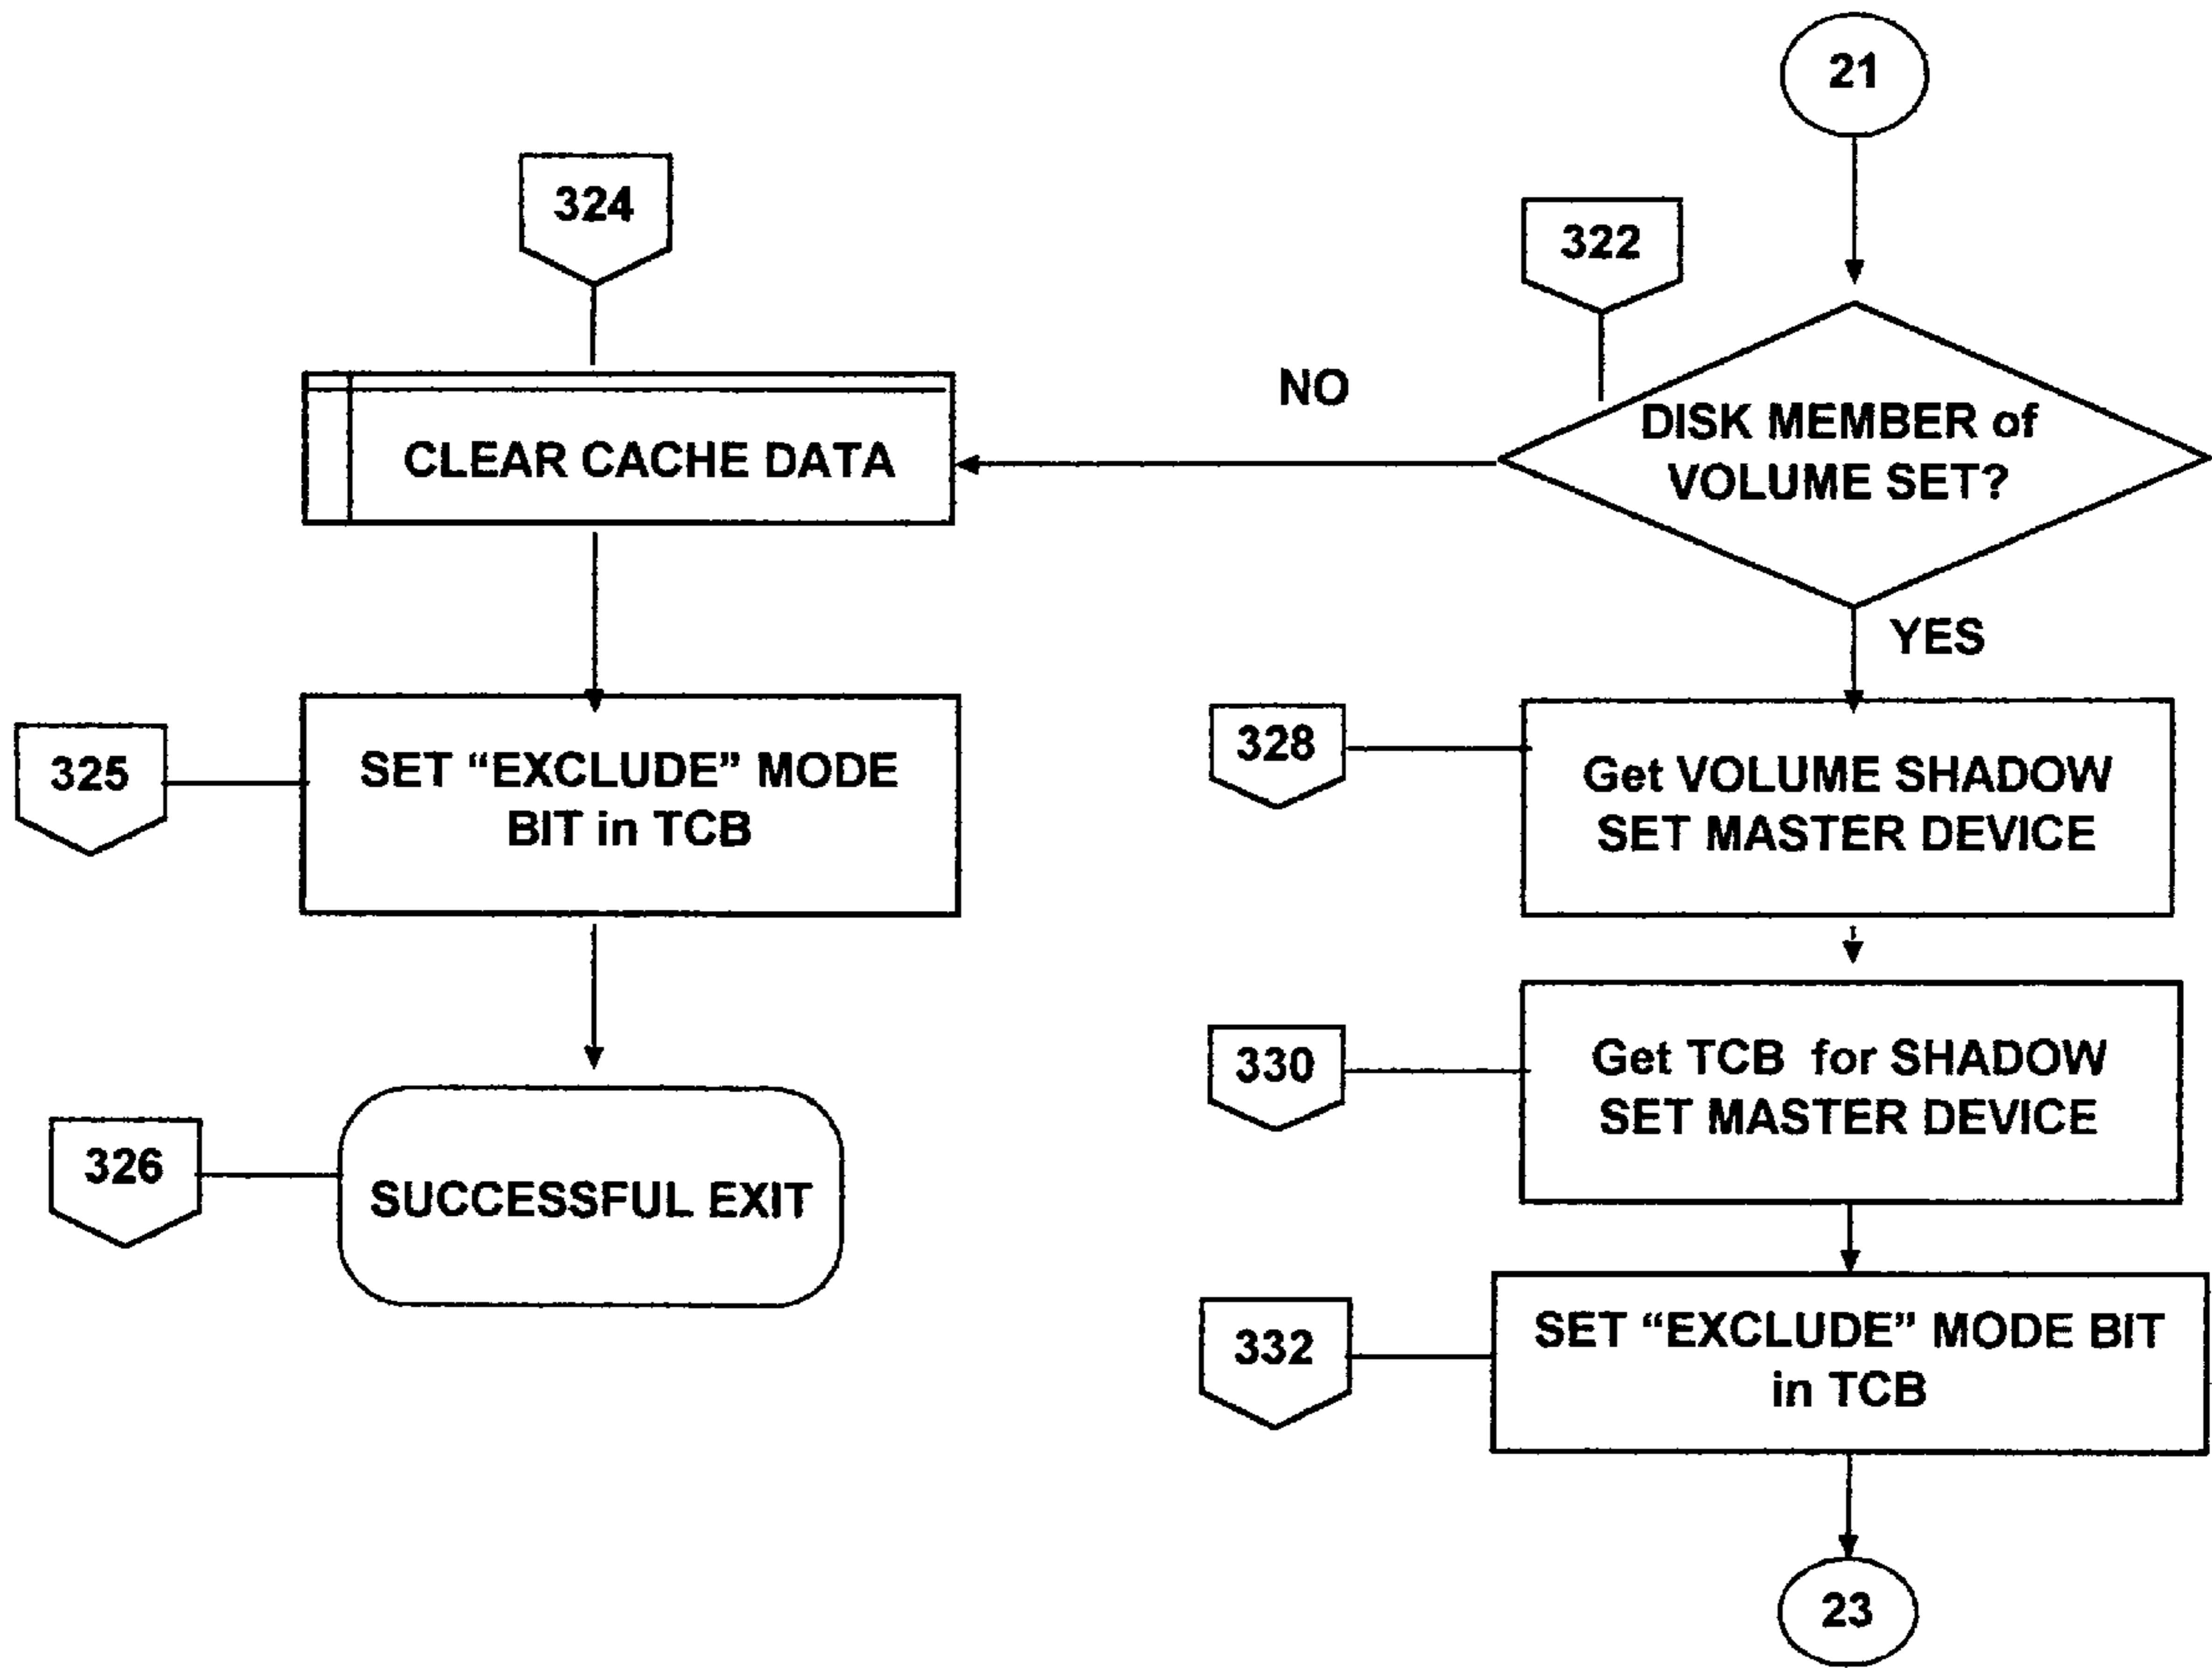 21
324
322
NO
DISK MEMBER of
VOLUME SET?
CLEAR CACHE DATA
YES
325
SET “EXCLUDE” MODE
BIT in TCB
328
Get VOLUME SHADOW
SET MASTER DEVICE
330
Get TCB for SHADOW
SET MASTER DEVICE
326
SUCCESSFUL EXIT
332
SET “EXCLUDE” MODE BIT
in TCB
23